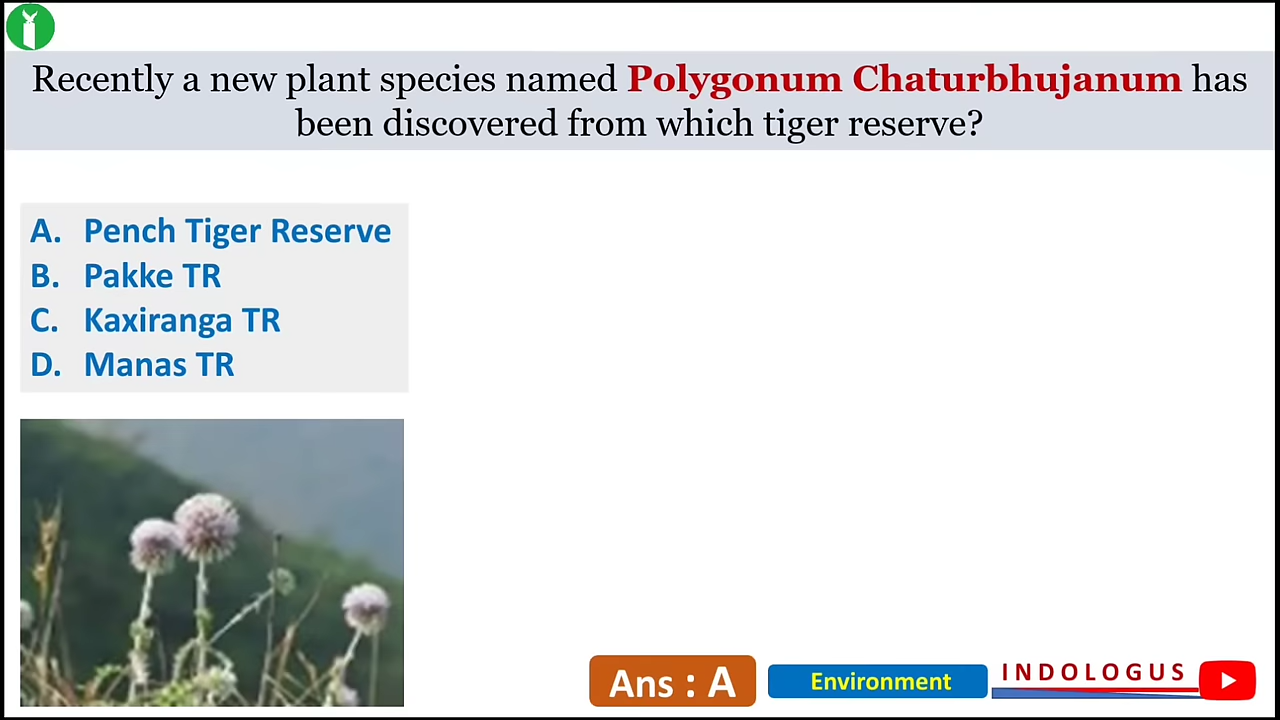 Recently a new plant species named Polygonum Chaturbhujanum has
been discovered from which tiger reserve?
A. Pench Tiger Reserve
B. Pakke TR
C. Kaxiranga TR
D. Manas TR
Ans : A
Environment
INDOLOGUS